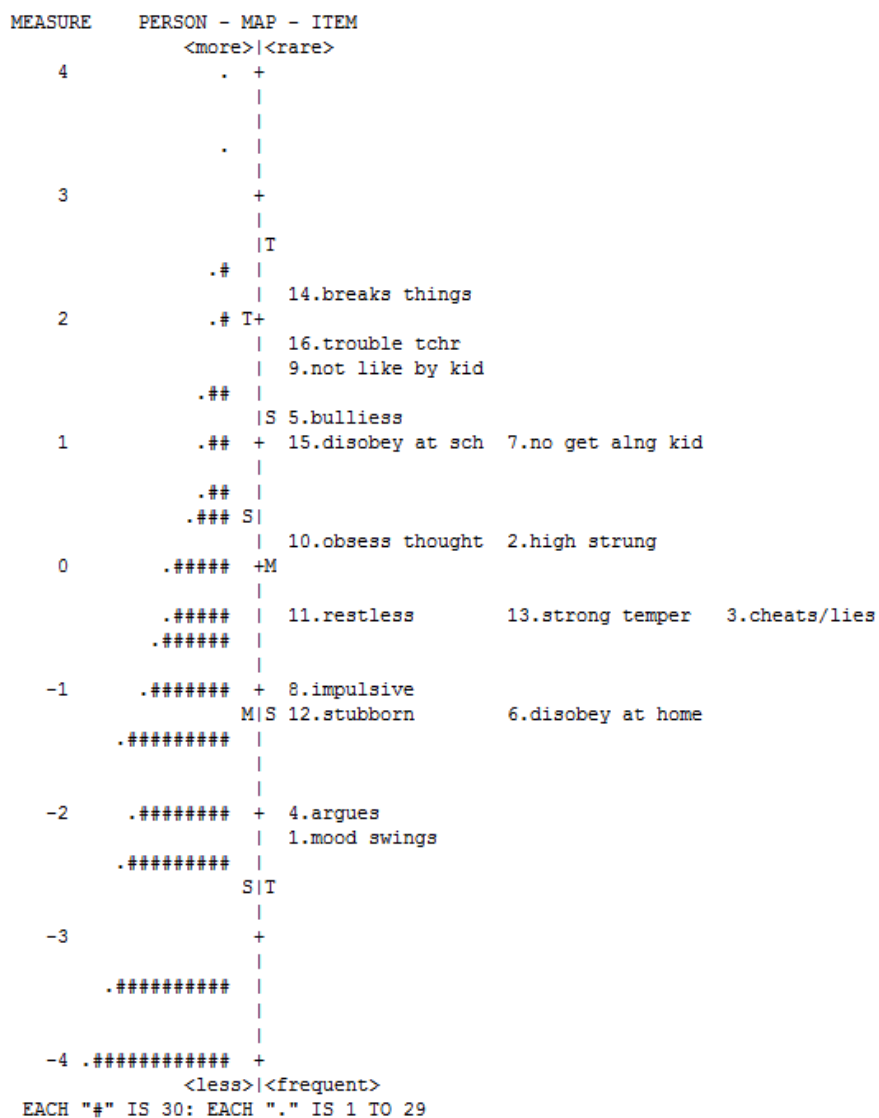 MEASURE     PERSON - MAP - ITEM
                <more>|<rare>
    4               .  +
                       |
                       |
                    .  |
                       |
    3                  +
                       |
                       |T
                   .#  |
                       |  14.breaks things
    2              .# T+
                       |  16.trouble tchr
                       |  9.not like by kid
                  .##  |
                       |S 5.bulliess
    1             .##  +  15.disobey at sch  7.no get alng kid
                       |
                  .##  |
                 .### S|
                       |  10.obsess thought  2.high strung
    0          .#####  +M
                       |
               .#####  |  11.restless        13.strong temper   3.cheats/lies
              .######  |
                       |
   -1        .#######  +  8.impulsive
                      M|S 12.stubborn        6.disobey at home
           .#########  |
                       |
                       |
   -2       .########  +  4.argues
                       |  1.mood swings
           .#########  |
                      S|T
                       |
   -3                  +
                       |
          .##########  |
                       |
                       |
   -4 .############  +
                <less>|<frequent>
 EACH "#" IS 30: EACH "." IS 1 TO 29